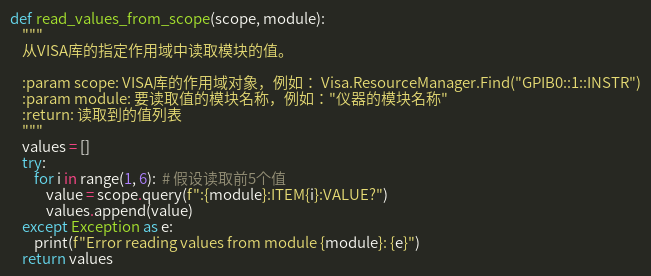 def read_values_from_scope(scope, module):
    """
    从VISA库的指定作用域中读取模块的值。

    :param scope: VISA库的作用域对象，例如： Visa.ResourceManager.Find("GPIB0::1::INSTR")
    :param module: 要读取值的模块名称，例如："仪器的模块名称"
    :return: 读取到的值列表
    """
    values = []
    try:
        for i in range(1, 6):  # 假设读取前5个值
            value = scope.query(f":{module}:ITEM{i}:VALUE?")
            values.append(value)
    except Exception as e:
        print(f"Error reading values from module {module}: {e}")
    return values